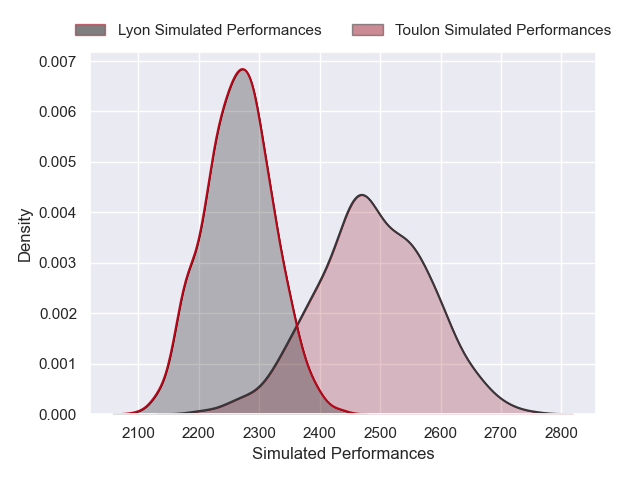 Lyon Simulated Performances Toulon Simulated Performances
0.007
0.006
0.005
0.004
0.003
0.002
0.001
0.000
Density
2100 2200 2300 2400 2500 2600 2700 2800
Simulated Performances